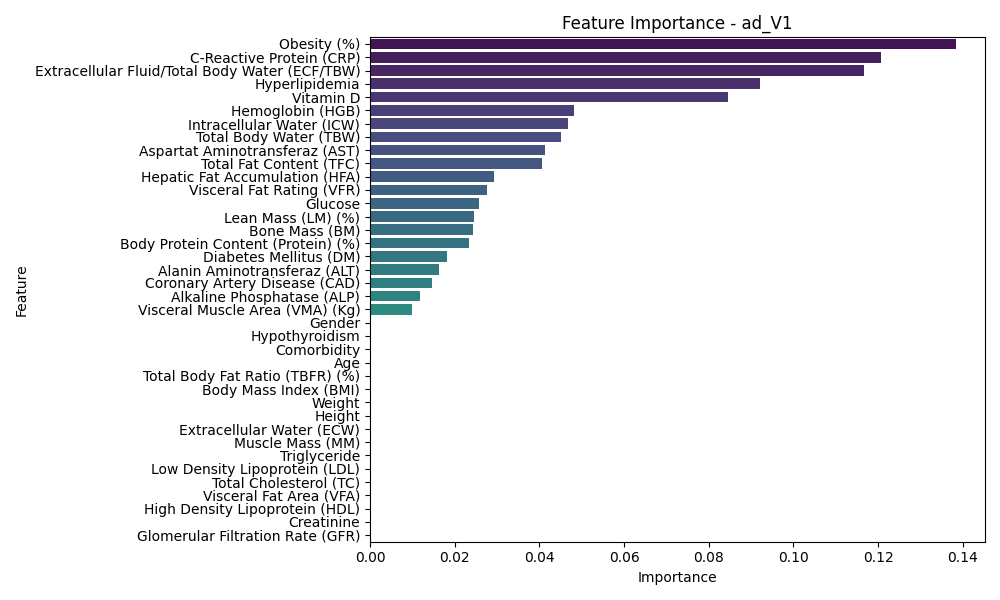 Feature Importance - ad_V1
Obesity (%)
C-Reactive Protein (CRP)
Extracellular Fluid/Total Body Water (ECF/TBW)
Hyperlipidemia
Vitamin D
Hemoglobin (HGB)
Intracellular Water (ICW)
Total Body Water (TBW)
Aspartat Aminotransferaz (AST)
Total Fat Content (TFC)
Hepatic Fat Accumulation (HFA)
Visceral Fat Rating (VFR)
Glucose
Lean Mass (LM) (%)
Bone Mass (BM)
Body Protein Content (Protein) (%)
Diabetes Mellitus (DM)
Alanin Aminotransferaz (ALT)
Coronary Artery Disease (CAD)
Alkaline Phosphatase (ALP)
Visceral Muscle Area (VMA) (Kg)
Gender
Hypothyroidism
Comorbidity
Age
Total Body Fat Ratio (TBFR) (%)
Body Mass Index (BMI)
Weight
Height
Extracellular Water (ECW)
Muscle Mass (MM)
Triglyceride
Low Density Lipoprotein (LDL)
Total Cholesterol (TC)
Visceral Fat Area (VFA)
High Density Lipoprotein (HDL)
Creatinine
Glomerular Filtration Rate (GFR)
Feature
0.00 0.02 0.04 0.06 0.08 0.10 0.12 0.14
Importance